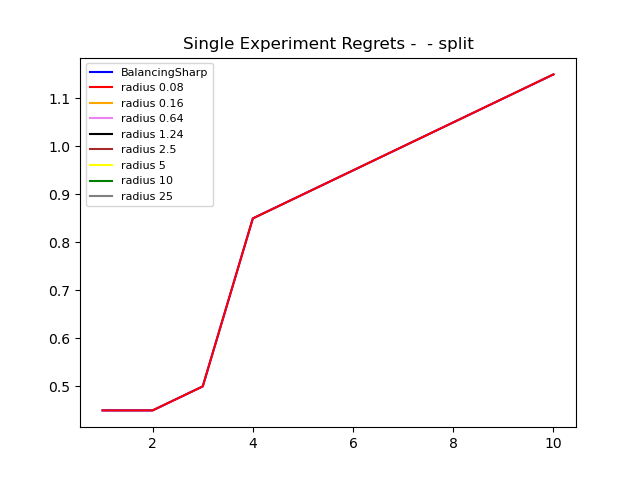 Single Experiment Regrets -  - split
BalancingSharp
radius 0.08
radius 0.16
radius 0.64
radius 1.24
radius 2.5
radius 5
radius 10
radius 25
1.1
1.0
0.9
0.8
0.7
0.6
0.5
2 4 6 8 10